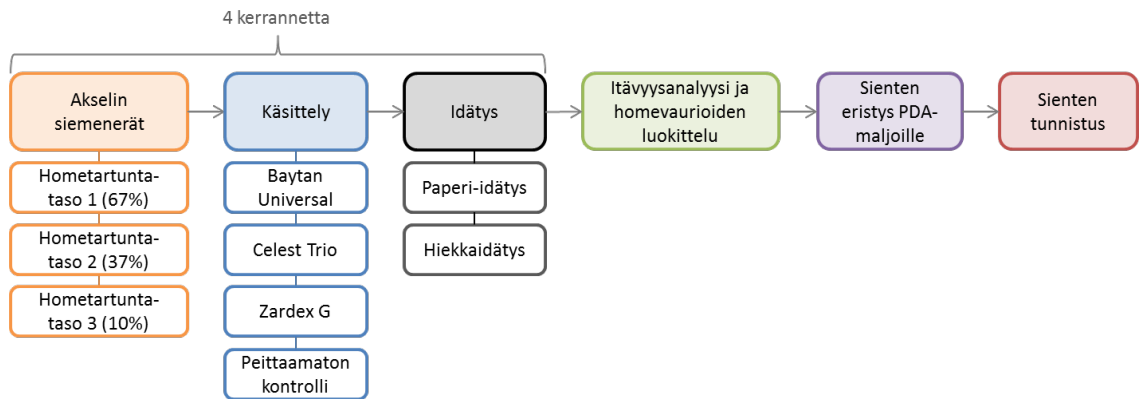 4 kerrannetta
Akselin
siemenerät
Käsittely
Idätys
Itävyysanalyysi ja
homevaurioiden
luokittelu
Sienten
eristys PDA-
maljoille
Sienten
tunnistus
Hometartunta-
taso 1 (67%)
Hometartunta-
taso 2 (37%)
Hometartunta-
taso 3 (10%)
Baytan
Universal
Celest Trio
Zardex G
Peittaamaton
kontrolli
Paperi-idätys
Hiekkaidätys